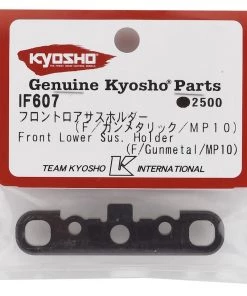 KYOSHO
Genuine Kyosho® Parts
IF607 ●2500
フロントロアサスホルダー
(F/ガンメタリック/MP10)
Front Lower Sus. Holder
(F/Gunmetal/MP10)
TEAM KYOSHO K INTERNATIONAL